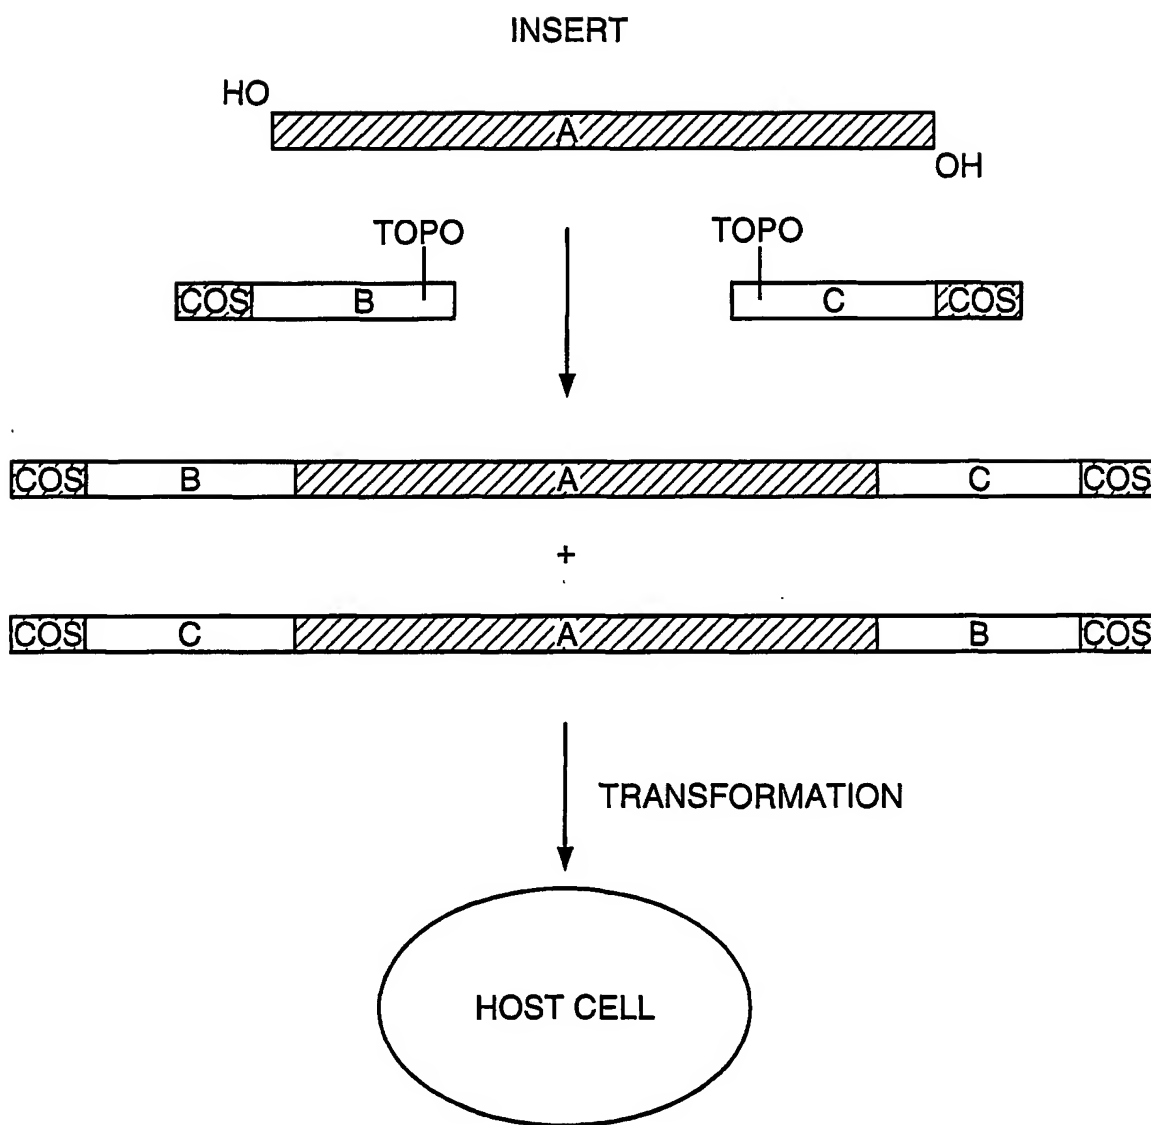 INSERT
HO
A
OH
TOPO TOPO
COS B C COS
COS B A C COS
+
COS C A B COS
TRANSFORMATION
HOST CELL